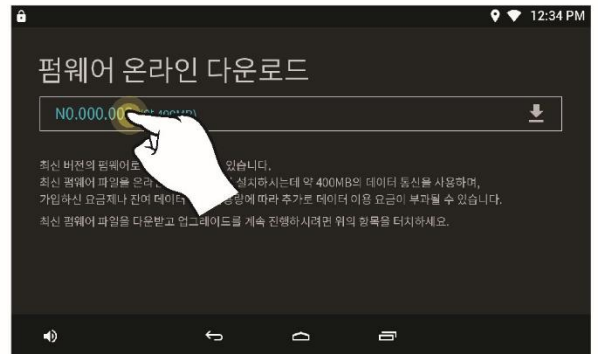 12:34 PM
펌웨어 온라인 다운로드
N0.000.00 400MB)
최신 버전의 펌웨어로 있습니다.
최신 펌웨어 파일을 온라인 설치하시는데 약 400MB의 데이터 통신을 사용하며,
가입하신 요금제나 잔여 데이터 따라 추가로 데이터 이용 요금이 부과될 수 있습니다.
최신 펌웨어 파일을 다운받고 업그레이드를 계속 진행하시려면 위의 항목을 터치하세요.